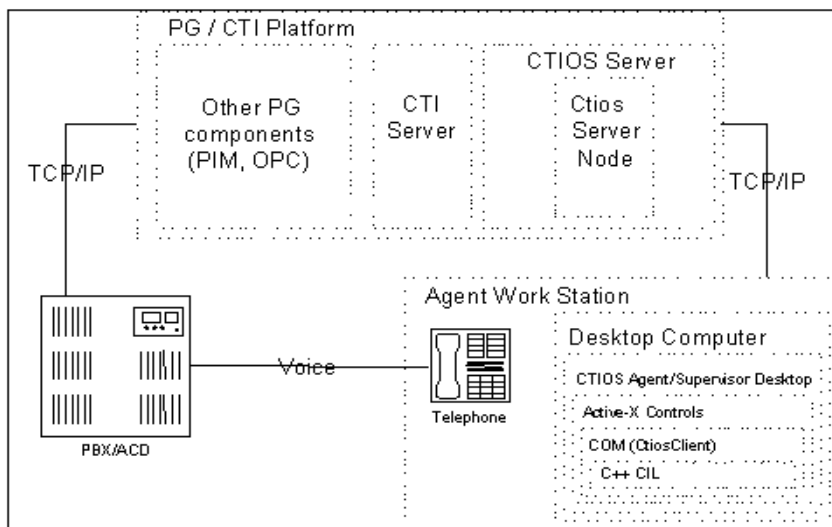 PG / CTI Platform
Other PG
components
(PIM, OPC)
CTI
Server
CTIOS Server
Ctios
Server
Node
TCP/IP
TCP/IP
PBX/ACD
Voice
Agent Work Station
Telephone
Desktop Computer
CTIOS Agent/Supervisor Desktop
Active-X Controls
COM (CtiosClient)
C++ CIL